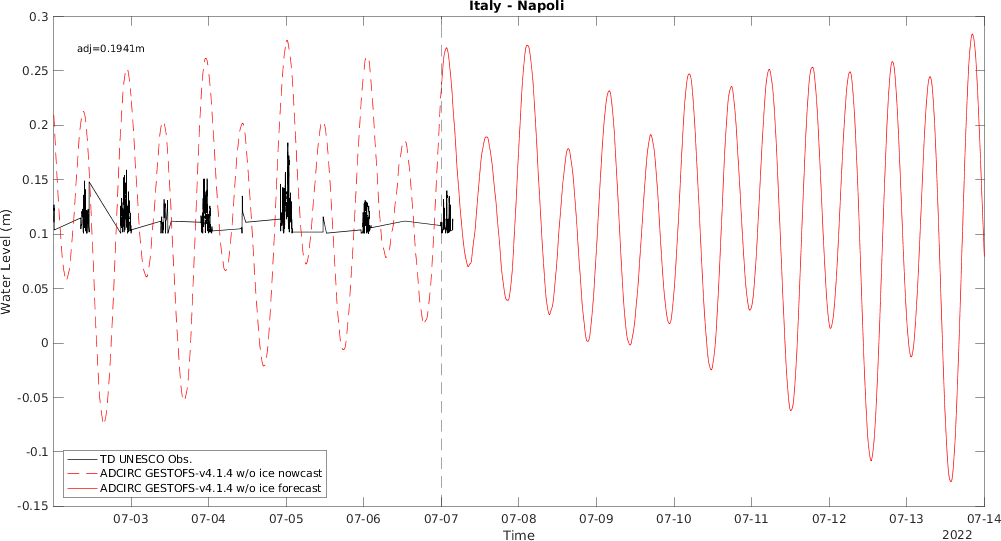 Italy - Napoli
adj=0.1941m
0.3
0.25
0.2
0.15
0.1
0.05
0
-0.05
-0.1
-0.15
Water Level (m)
TD UNESCO Obs.
ADCIRC GESTOFS-v4.1.4 w/o ice nowcast
ADCIRC GESTOFS-v4.1.4 w/o ice forecast
07-03 07-04 07-05 07-06 07-07 07-08 07-09 07-10 07-11 07-12 07-13 07-14
Time
2022